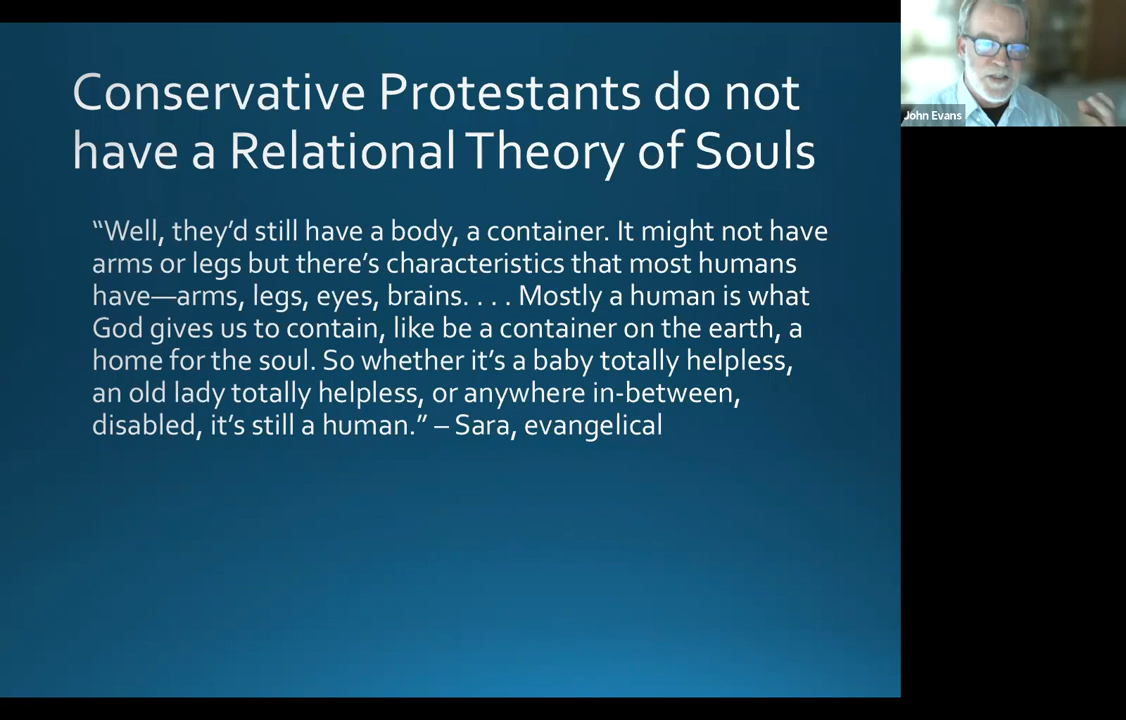 Conservative Protestants do not
have a Relational Theory of Souls
“Well, they’d still have a body, a container. It might not have
arms or legs but there’s characteristics that most humans
have—arms, legs, eyes, brains. . . . Mostly a human is what
God gives us to contain, like be a container on the earth, a
home for the soul. So whether it’s a baby totally helpless,
an old lady totally helpless, or anywhere in-between,
disabled, it’s still a human.” – Sara, evangelical
John Evans